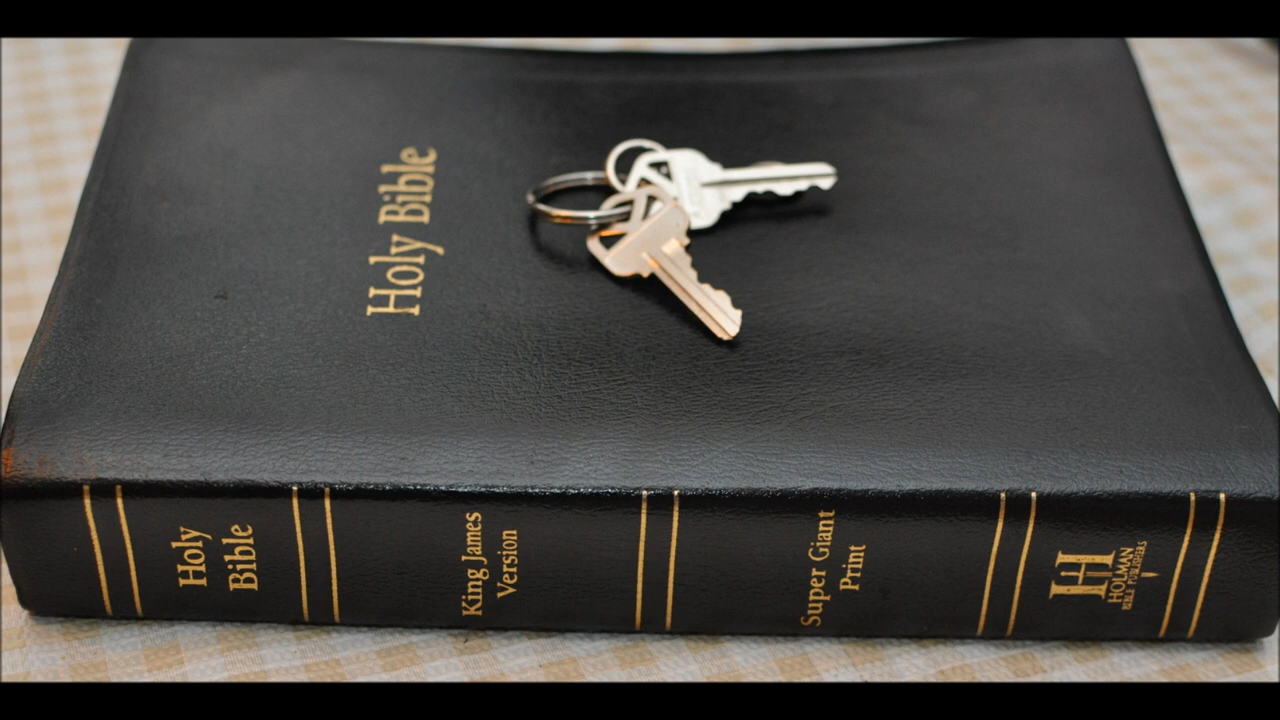 Holy Bible
Holy
Bible
King James
Version
Super Giant
Print
HOLMAN
BIBLE PUBLISHERS